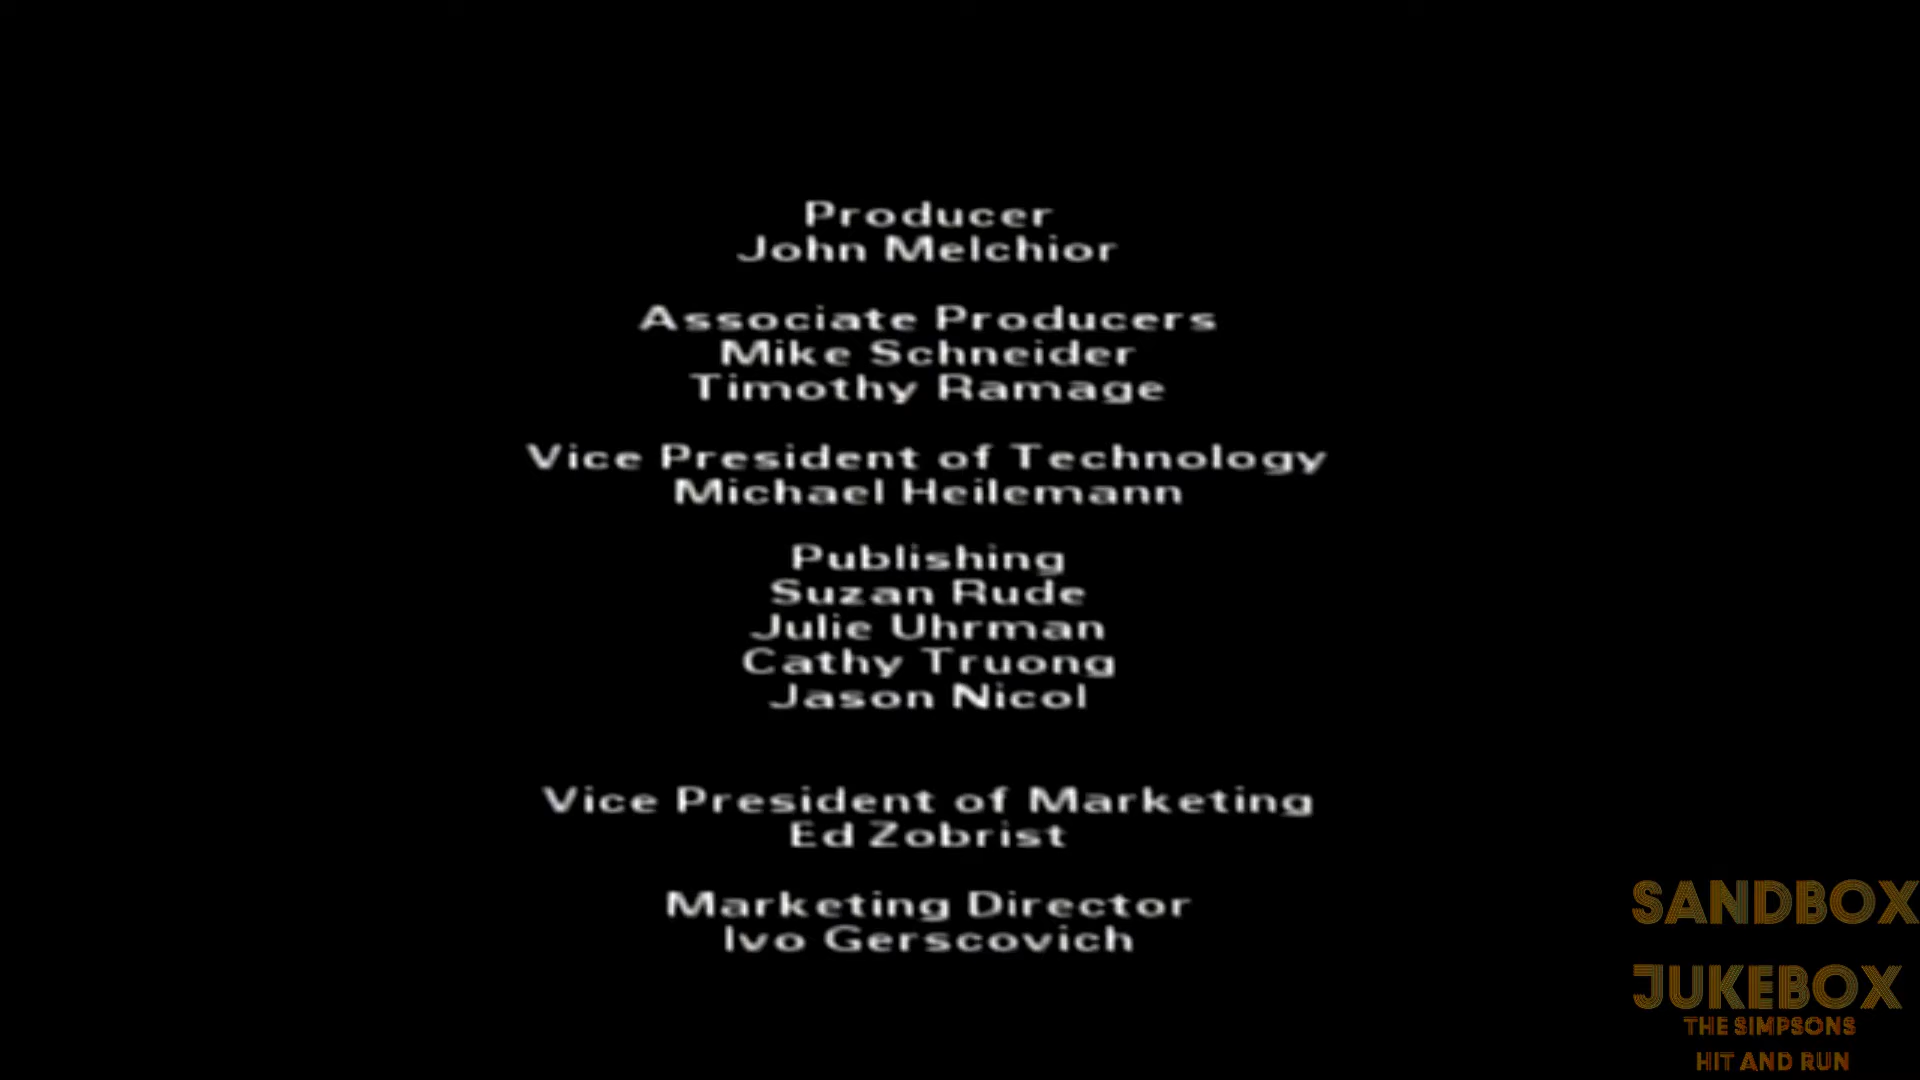 Producer
John Melchior
Associate Producers
Mike Schneider
Timothy Ramage
Vice President of Technology
Michael Heilemann
Publishing
Suzan Rude
Julie Uhrman
Cathy Truong
Jason Nicol
Vice President of Marketing
Ed Zobrist
Marketing Director
Ivo Gerscovich
SANDBOX
JUKEBOX
THE SIMPSONS
HIT AND RUN